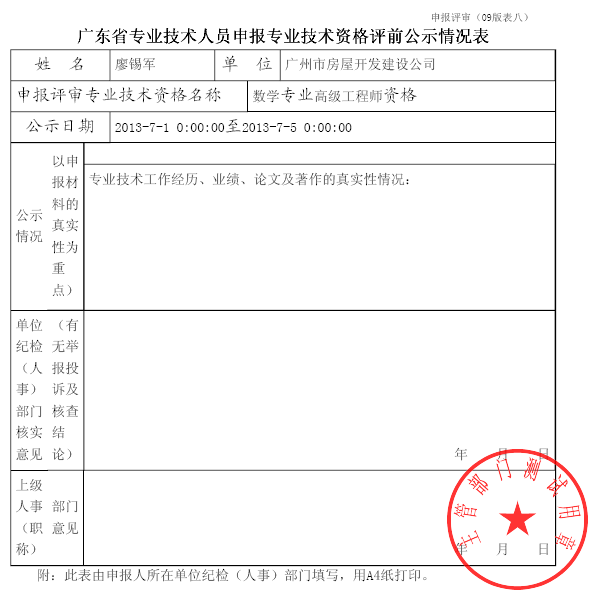 申报评审（09版表八）
广东省专业技术人员申报专业技术资格评前公示情况表
姓 名 廖锡军 单 位 广州市房屋开发建设公司
申报评审专业技术资格名称 数学专业高级工程师资格
公示日期 2013-7-1 0:00:00至2013-7-5 0:00:00
公示
情况
以申
报材
料的
真实
性为
重
点）
专业技术工作经历、业绩、论文及著作的真实性情况：
单位
纪检
（人
事）
部门
核实
意见
（有
无举
报投
诉及
核查
结
论）
年 月 日
上级
人事
（职
称）
部门
意见
主管部门测试用章
年 月 日
附：此表由申报人所在单位纪检（人事）部门填写，用A4纸打印。